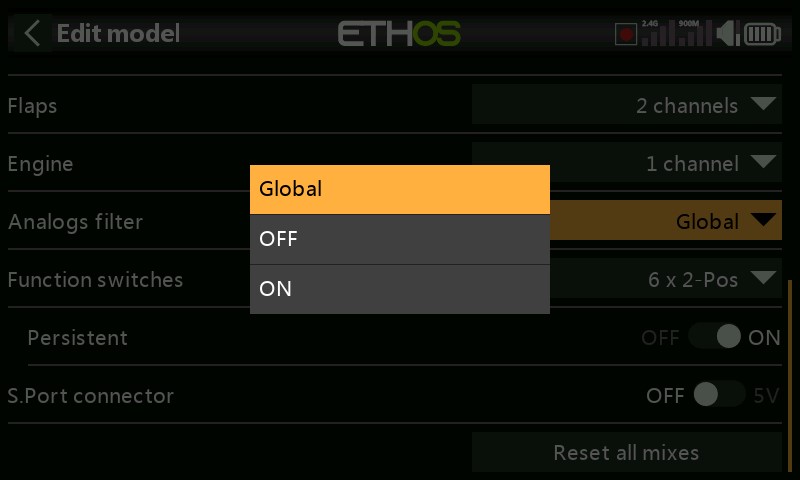 Edit model
ETHOS
2.4G
900M
Flaps
2 channels
Engine
1 channel
Global
Analogs filter
Global
OFF
Function switches
6 x 2-Pos
ON
Persistent
OFF
ON
S.Port connector
OFF
5V
Reset all mixes